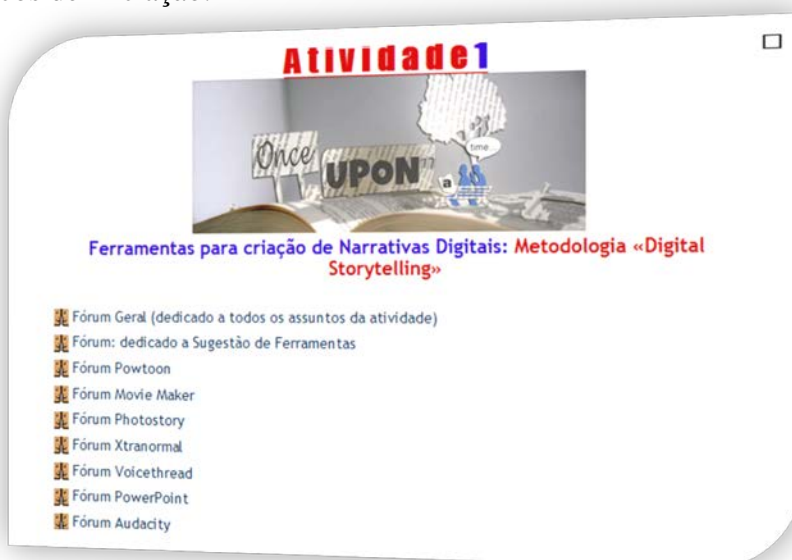 Atividade1
Once
UPON
a
time...
Ferramentas para criação de Narrativas Digitais: Metodologia «Digital
Storytelling»
Fórum Geral (dedicado a todos os assuntos da atividade)
Fórum: dedicado a Sugestão de Ferramentas
Fórum Powtoon
Fórum Movie Maker
Fórum Photostory
Fórum Xtranormal
Fórum Voicethread
Fórum PowerPoint
Fórum Audacity